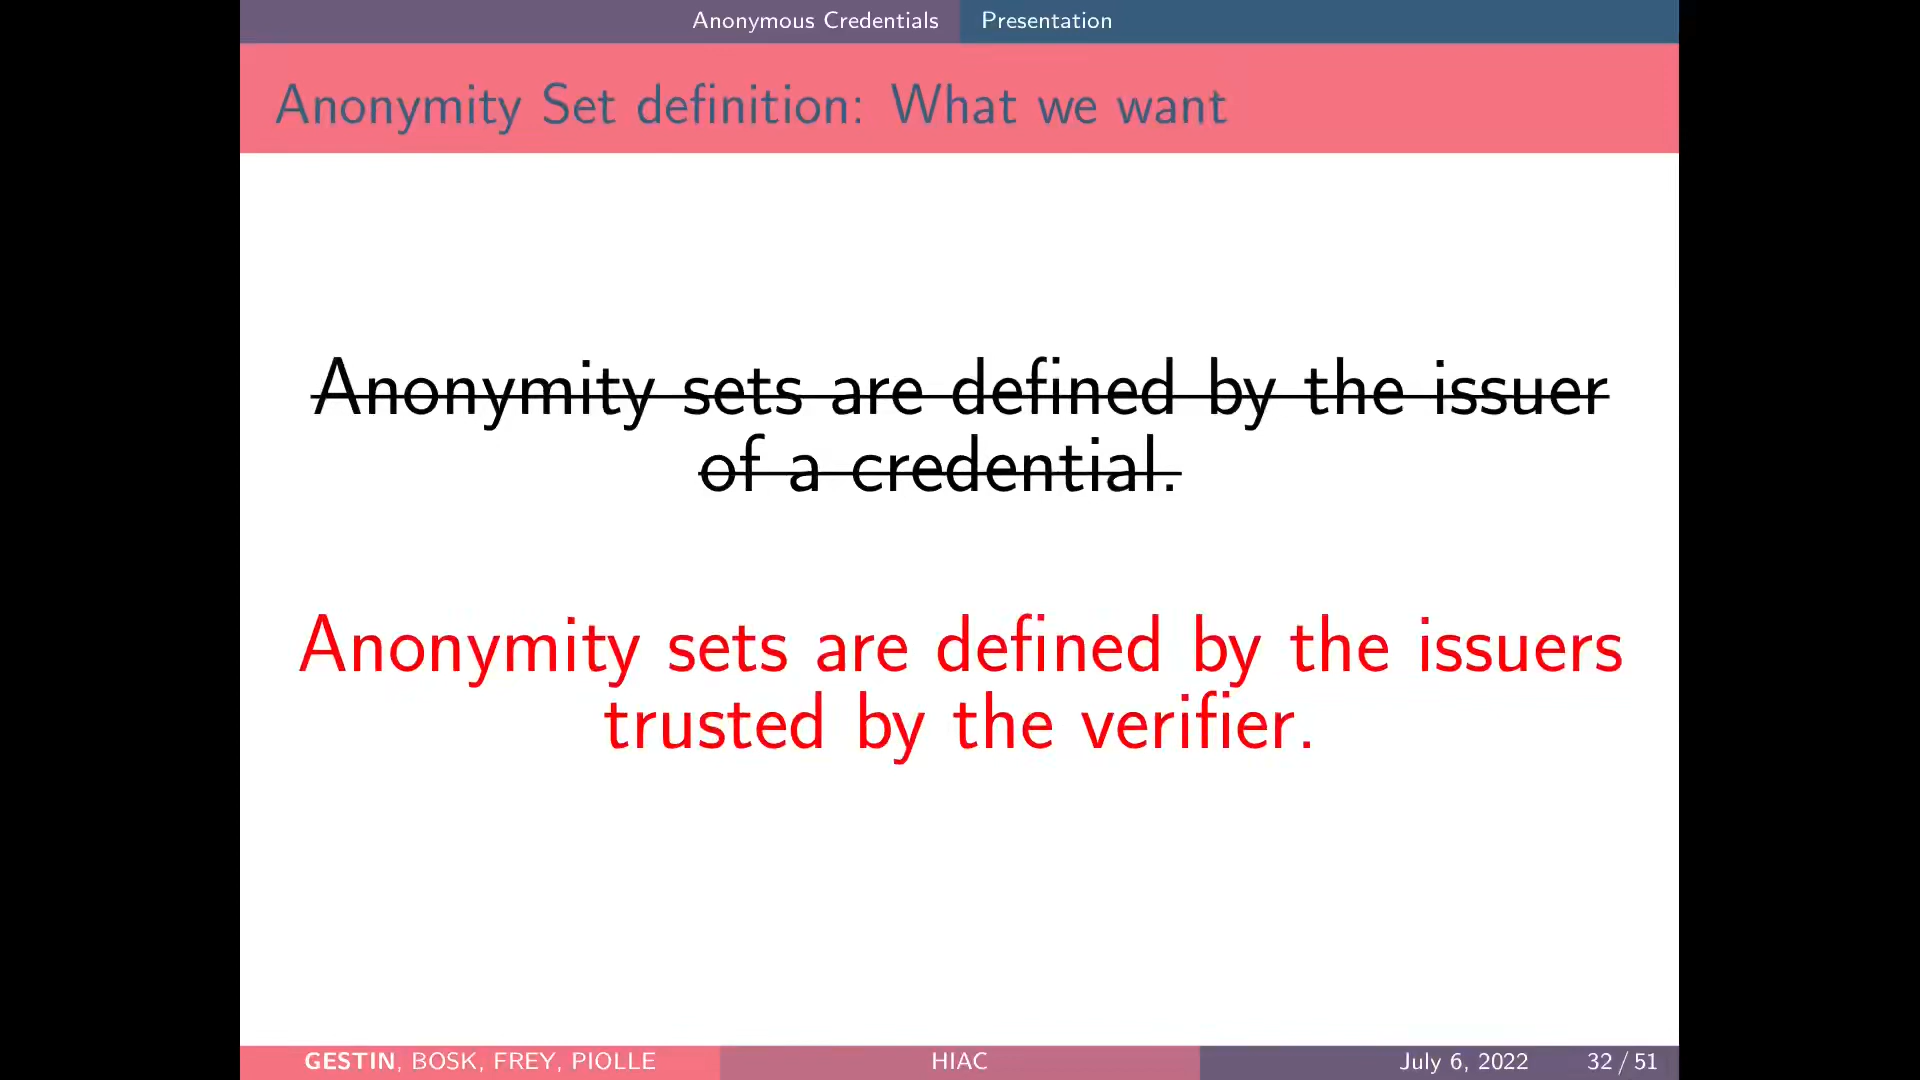 Anonymous Credentials Presentation
Anonymity Set definition: What we want
Anonymity sets are defined by the issuer
of a credential.
Anonymity sets are defined by the issuers
trusted by the verifier.
GESTIN, BOSK, FREY, PIOLLE HIAC July 6, 2022 32 / 51